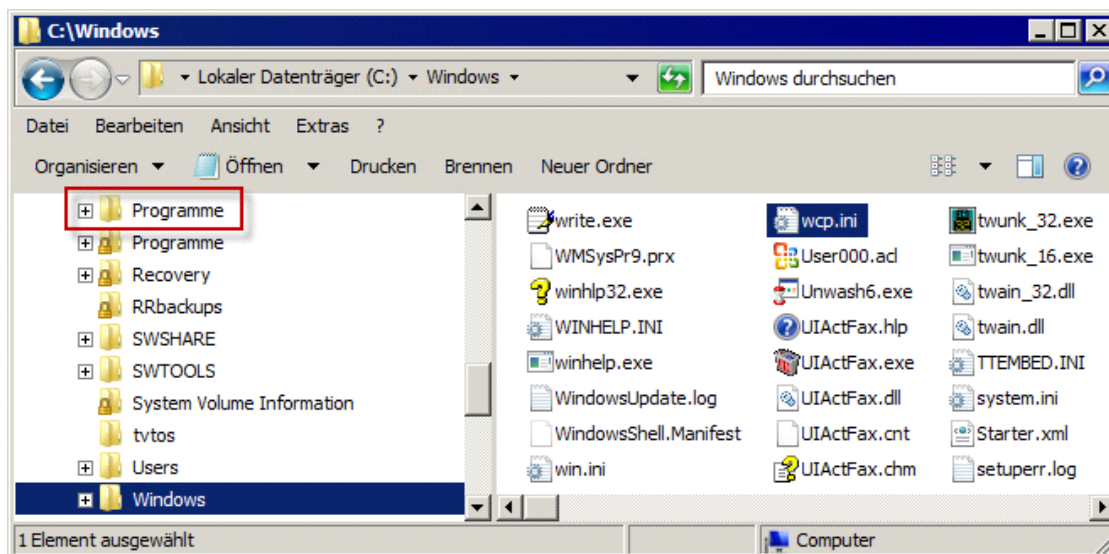 C:\Windows
Lokaler Datenträger (C:) Windows
Windows durchsuchen
Datei Bearbeiten Ansicht Extras ?
Organisieren Öffnen Drucken Brennen Neuer Ordner
Programme
Programme
Recovery
RRbackups
SWSHARE
SWTOOLS
System Volume Information
tvtos
Users
Windows
write.exe
WMSysPr9.prx
winhlp32.exe
WINHELP.INI
winhelp.exe
WindowsUpdate.log
WindowsShell.Manifest
win.ini
wcp.ini
User000.acl
Unwash6.exe
UIActFax.hlp
UIActFax.exe
UIActFax.dll
UIActFax.cnt
UIActFax.chm
twunk_32.exe
twunk_16.exe
twain_32.dll
twain.dll
TTEMBED.INI
system.ini
Starter.xml
setuperr.log
1 Element ausgewählt
Computer